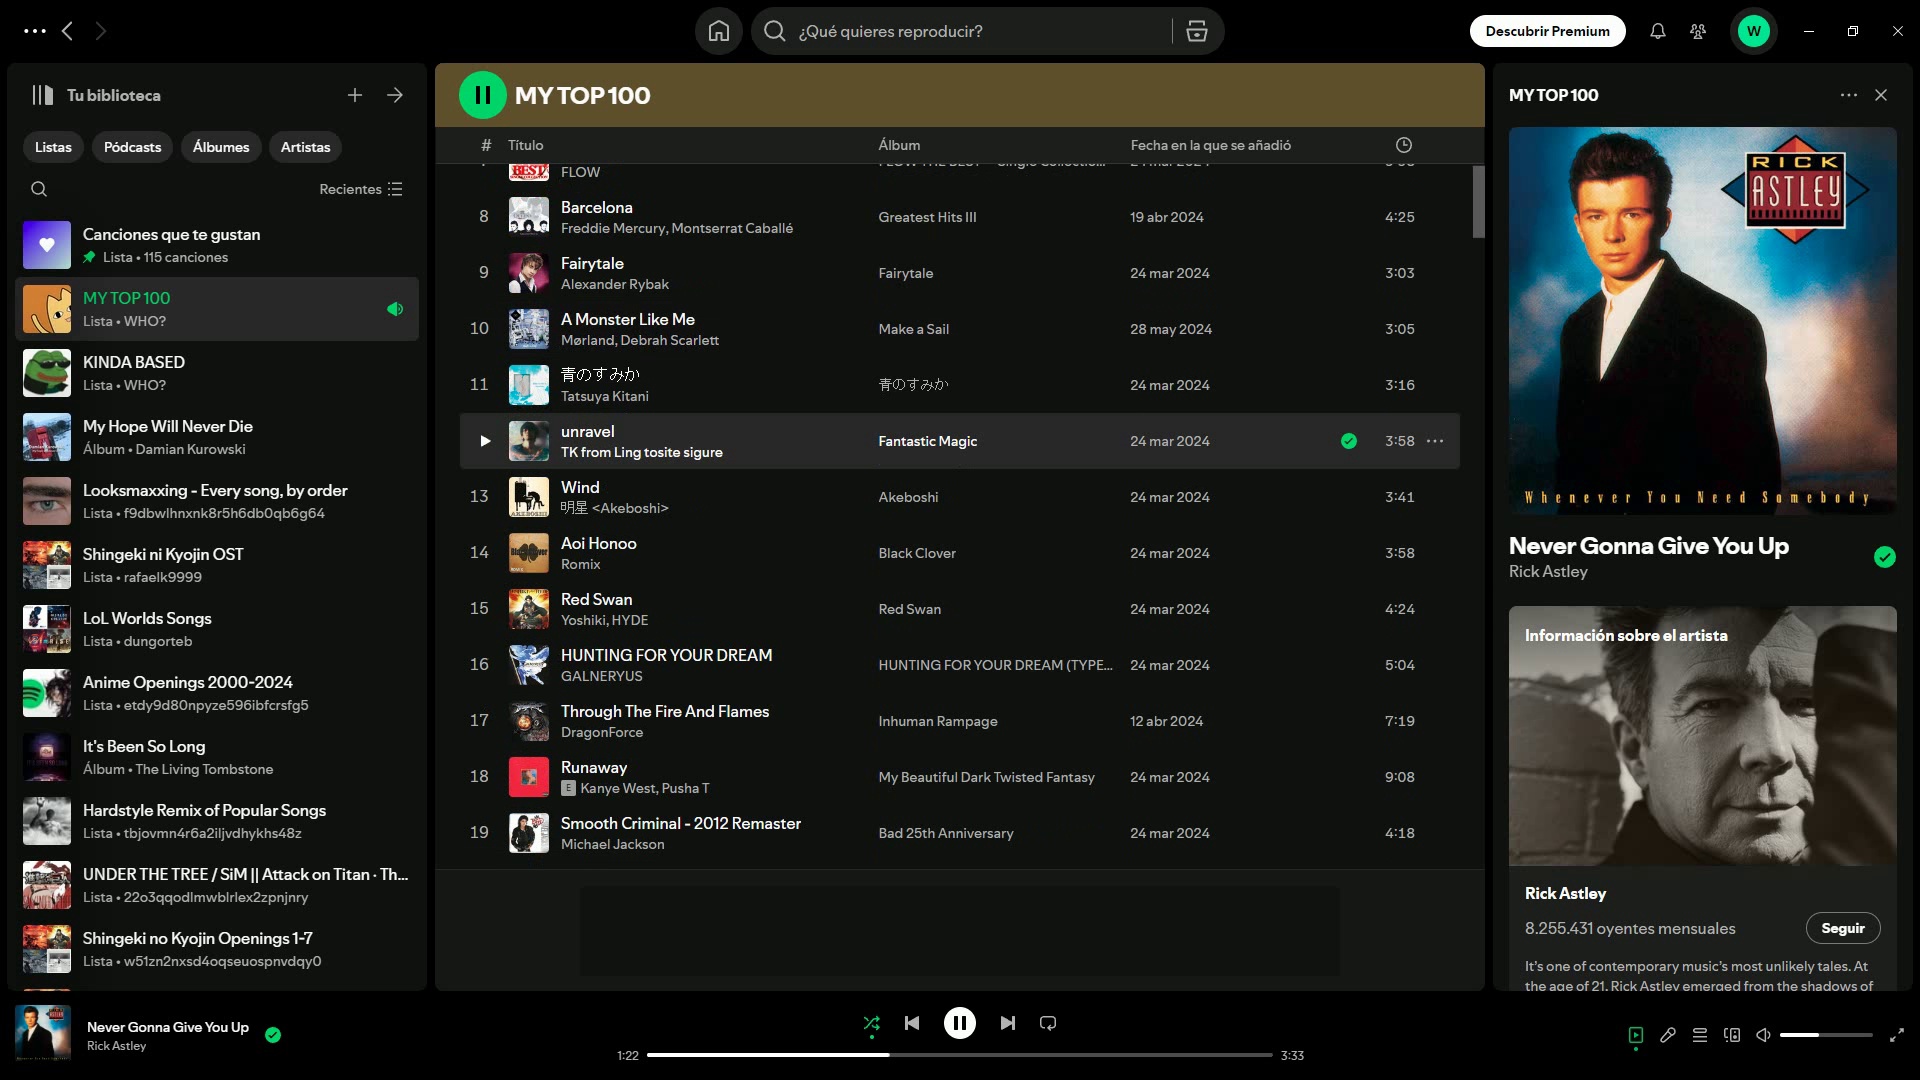 ¿Qué quieres reproducir?
Descubrir Premium
W
Tu biblioteca
Listas
Pódcasts
Álbumes
Artistas
Recientes
Canciones que te gustan
Lista • 115 canciones
MY TOP 100
Lista • WHO?
KINDA BASED
Lista • WHO?
My Hope Will Never Die
Álbum • Damian Kurowski
Looksmaxxing - Every song, by order
Lista • f9dbwlhnxnk8r5h6db0qb6g64
Shingeki ni Kyojin OST
Lista • rafaelk9999
LoL Worlds Songs
Lista • dungorteb
Anime Openings 2000-2024
Lista • etdy9d80npyze596ibfcrsfg5
It's Been So Long
Álbum • The Living Tombstone
Hardstyle Remix of Popular Songs
Lista • tbjovmn4r6a2iljvdhykhs48z
UNDER THE TREE / SiM || Attack on Titan · Th...
Lista • 22o3qqodlmwblrlex2zpnjnry
Shingeki no Kyojin Openings 1-7
Lista • w51zn2nxsd4oqseuospnvdqy0
MY TOP 100
# Título Álbum Fecha en la que se añadió
FLOW
8 Barcelona Greatest Hits III 19 abr 2024 4:25
Freddie Mercury, Montserrat Caballé
9 Fairytale Fairytale 24 mar 2024 3:03
Alexander Rybak
10 A Monster Like Me Make a Sail 28 may 2024 3:05
Mørland, Debrah Scarlett
11 青のすみか 青のすみか 24 mar 2024 3:16
Tatsuya Kitani
unravel Fantastic Magic 24 mar 2024 3:58
TK from Ling tosite sigure
13 Wind Akeboshi 24 mar 2024 3:41
明星 <Akeboshi>
14 Aoi Honoo Black Clover 24 mar 2024 3:58
Romix
15 Red Swan Red Swan 24 mar 2024 4:24
Yoshiki, HYDE
16 HUNTING FOR YOUR DREAM HUNTING FOR YOUR DREAM (TYPE... 24 mar 2024 5:04
GALNERYUS
17 Through The Fire And Flames Inhuman Rampage 12 abr 2024 7:19
DragonForce
18 Runaway My Beautiful Dark Twisted Fantasy 24 mar 2024 9:08
E Kanye West, Pusha T
19 Smooth Criminal - 2012 Remaster Bad 25th Anniversary 24 mar 2024 4:18
Michael Jackson
MY TOP 100
RICK
ASTLEY
Whenever You Need Somebody
Never Gonna Give You Up
Rick Astley
Información sobre el artista
Rick Astley
8.255.431 oyentes mensuales
Seguir
It's one of contemporary music's most unlikely tales. At
the age of 21, Rick Astley emerged from the shadows of
Never Gonna Give You Up
Rick Astley
1:22
3:33